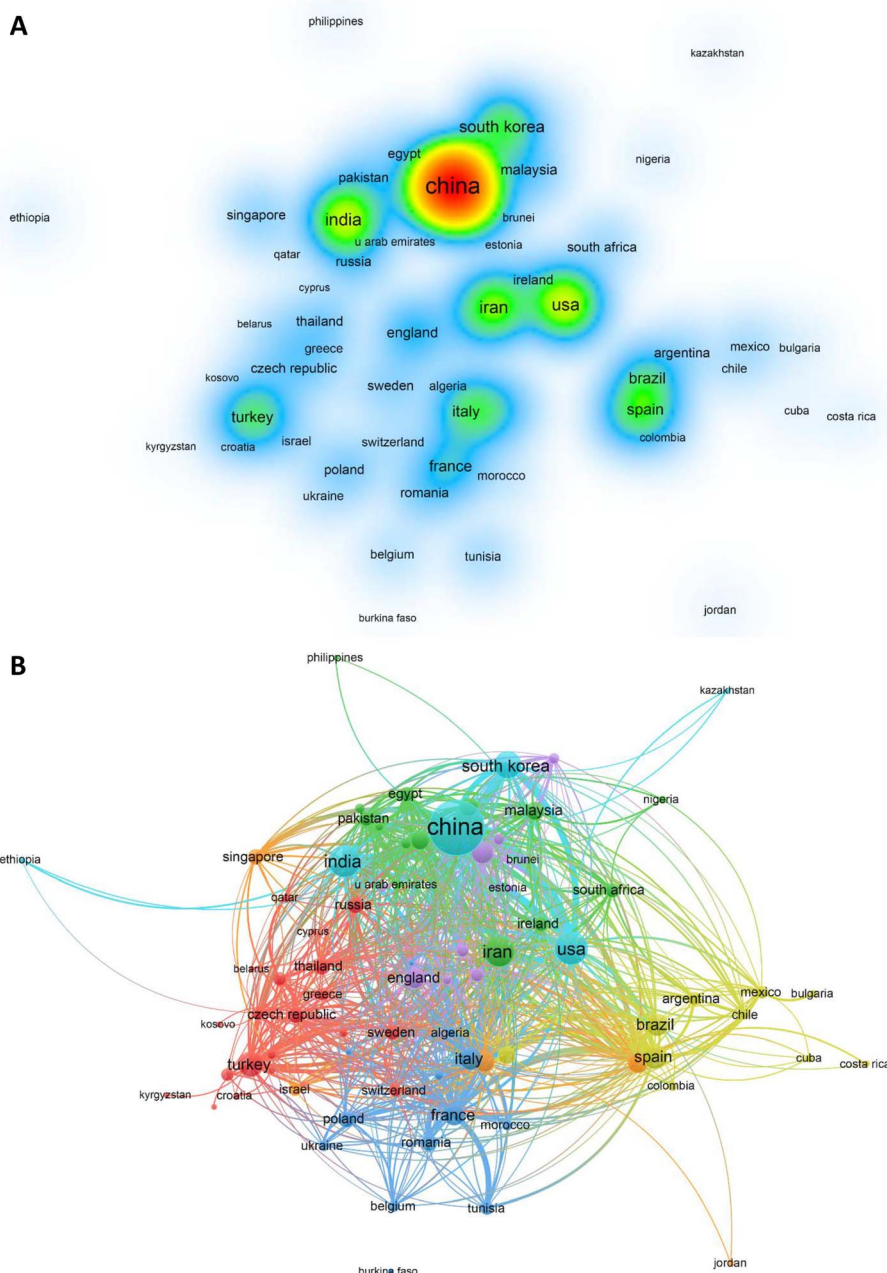 A
philippines
kazakhstan
south korea
egypt
nigeria
malaysia
pakistan
china
ethiopia
singapore
india
brunei
u arab emirates
estonia
south africa
qatar
russia
ireland
cyprus
iran
usa
belarus
thailand
england
greece
argentina
mexico
bulgaria
czech republic
chile
kosovo
sweden
algeria
brazil
turkey
italy
spain
cuba
costa rica
kyrgyzstan
croatia
israel
switzerland
colombia
poland
france
morocco
ukraine
romania
belgium
tunisia
burkina faso
jordan
B
philippines
kazakhstan
south korea
egypt
nigeria
pakistan
malaysia
china
singapore
india
brunei
ethiopia
u arab emirates
estonia
south africa
qatar
russia
ireland
cyprus
iran
usa
belarus
thailand
england
greece
argentina
mexico
bulgaria
czech republic
chile
kosovo
sweden
algeria
brazil
turkey
italy
spain
cuba
costa rica
kyrgyzstan
croatia
israel
switzerland
colombia
poland
france
morocco
ukraine
romania
belgium
tunisia
jordan
burkina faso